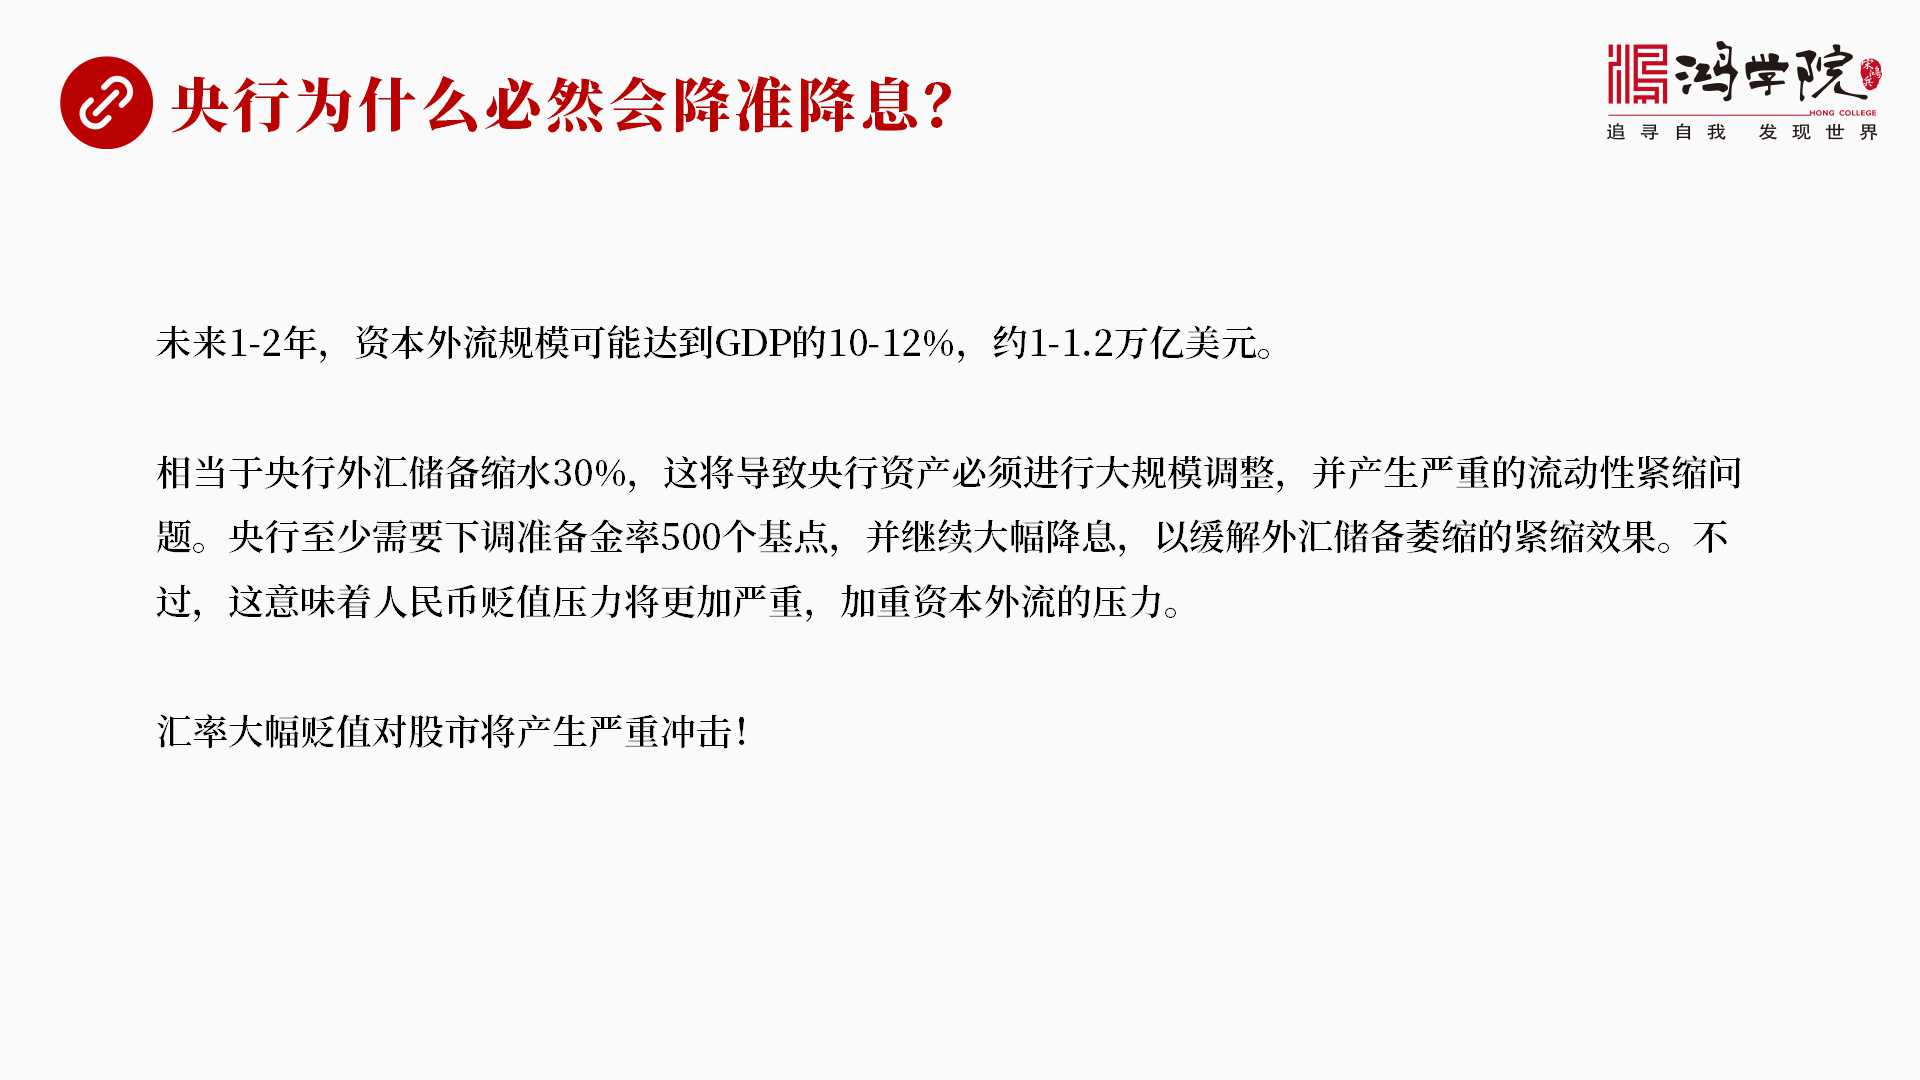 央行为什么必然会降准降息？
鸿学院
宋鸿兵
HONG COLLEGE
追寻自我 发现世界
未来1-2年，资本外流规模可能达到GDP的10-12%，约1-1.2万亿美元。
相当于央行外汇储备缩水30%，这将导致央行资产必须进行大规模调整，并产生严重的流动性紧缩问
题。央行至少需要下调准备金率500个基点，并继续大幅降息，以缓解外汇储备萎缩的紧缩效果。不
过，这意味着人民币贬值压力将更加严重，加重资本外流的压力。
汇率大幅贬值对股市将产生严重冲击！